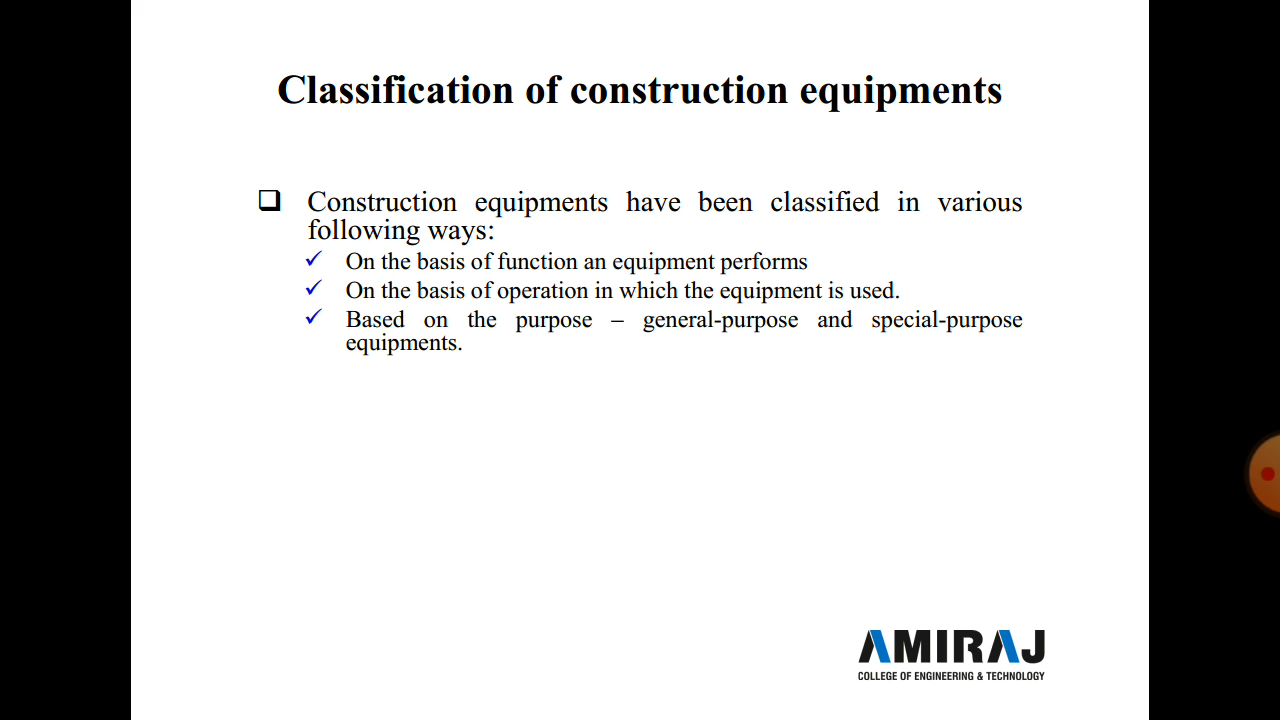 Classification of construction equipments
Construction equipments have been classified in various
following ways:
On the basis of function an equipment performs
On the basis of operation in which the equipment is used.
Based on the purpose – general-purpose and special-purpose
equipments.
AMIRAJ
COLLEGE OF ENGINEERING & TECHNOLOGY